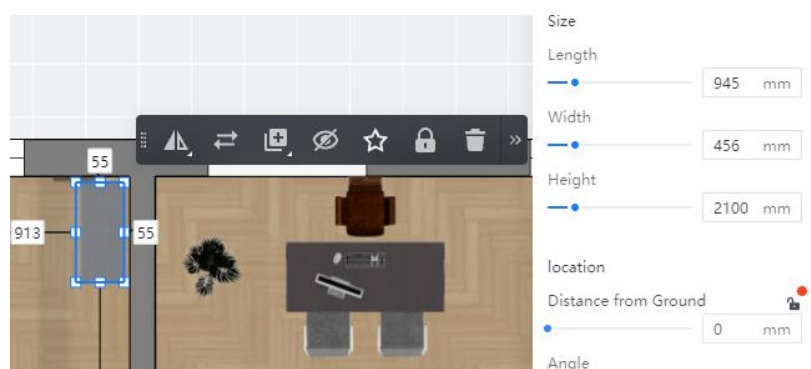 Size
Length
945 mm
Width
456 mm
Height
2100 mm
location
Distance from Ground
0 mm
Angle
55
913
55